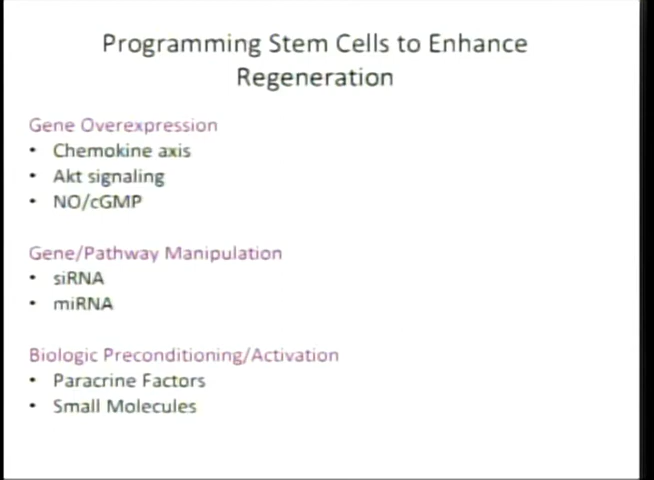 Programming Stem Cells to Enhance
Regeneration
Gene Overexpression
• Chemokine axis
• Akt signaling
• NO/cGMP
Gene/Pathway Manipulation
• siRNA
• miRNA
Biologic Preconditioning/Activation
• Paracrine Factors
• Small Molecules